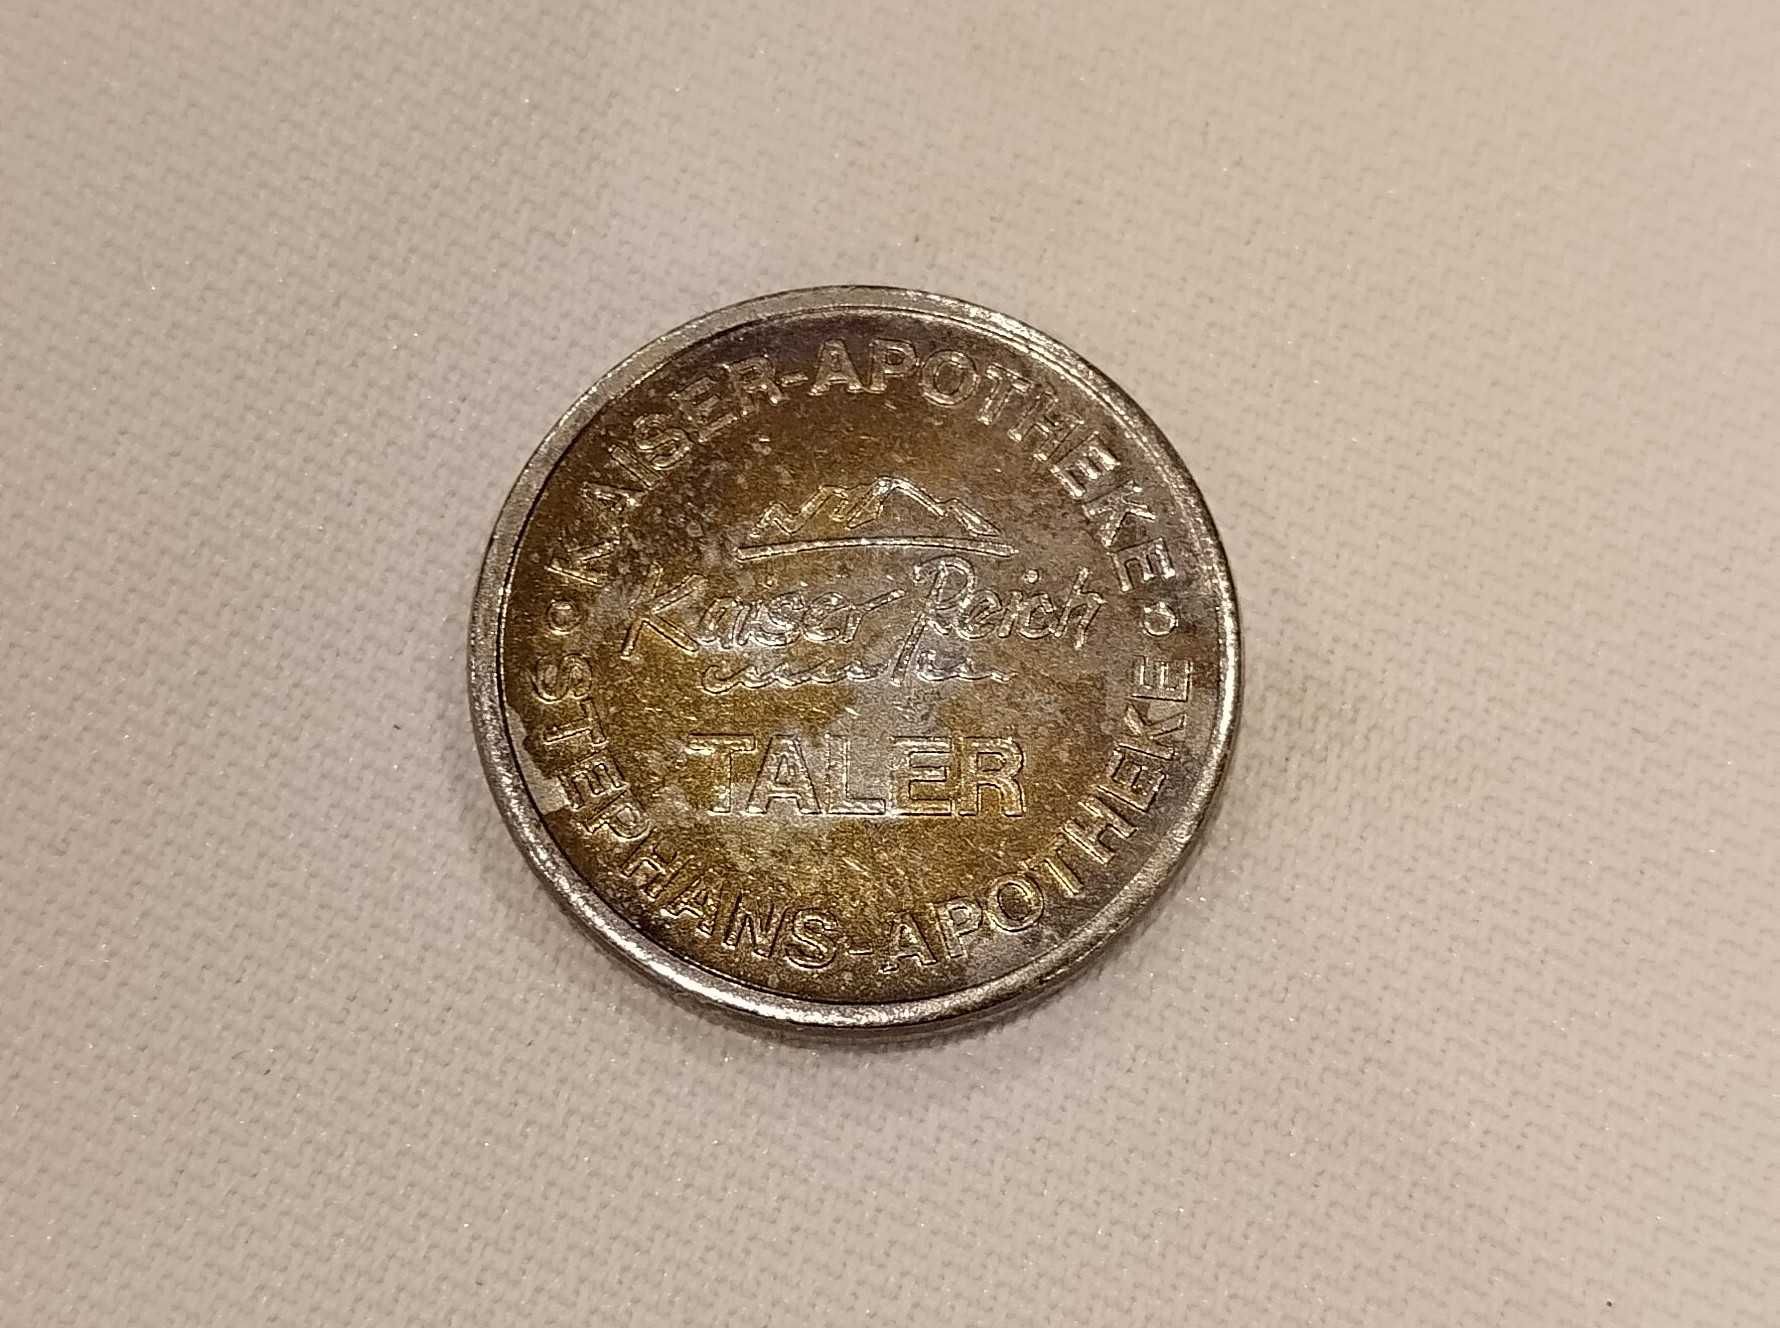 KAISER-APOTHEKE
Kaiser Reich
TALER
STEPHANS-APOTHEKE